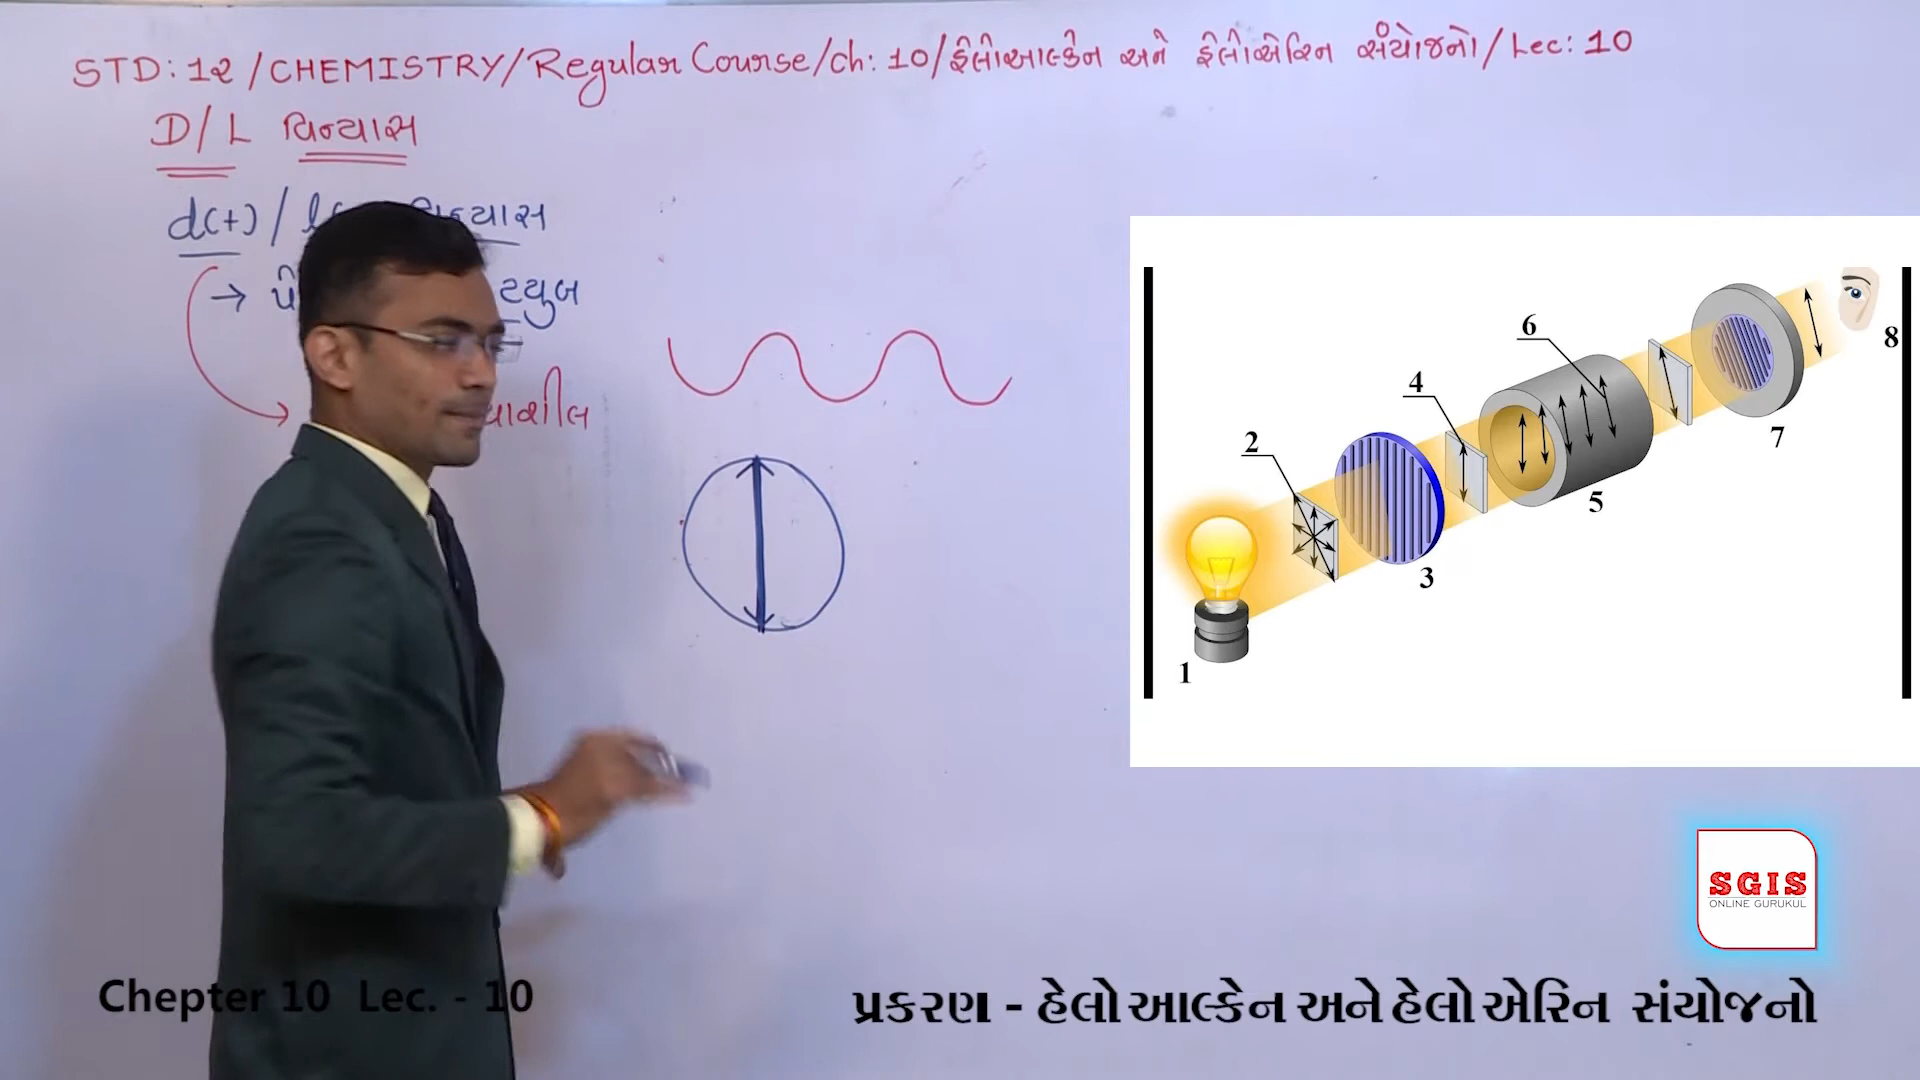 STD: 12 / CHEMISTRY / Regular Course / ch: 10 / હેલોઆલ્કેન અને હેલોએરિન સંયોજનો / Lec: 10
D/L વિન્યાસ
d(+) / l
→ ટ્યુબ
2
3
4
5
6
7
8
1
SGIS
ONLINE GURUKUL
Chepter 10 Lec. - 10
પ્રકરણ - હેલોઆલ્કેન અને હેલોએરિન સંયોજનો